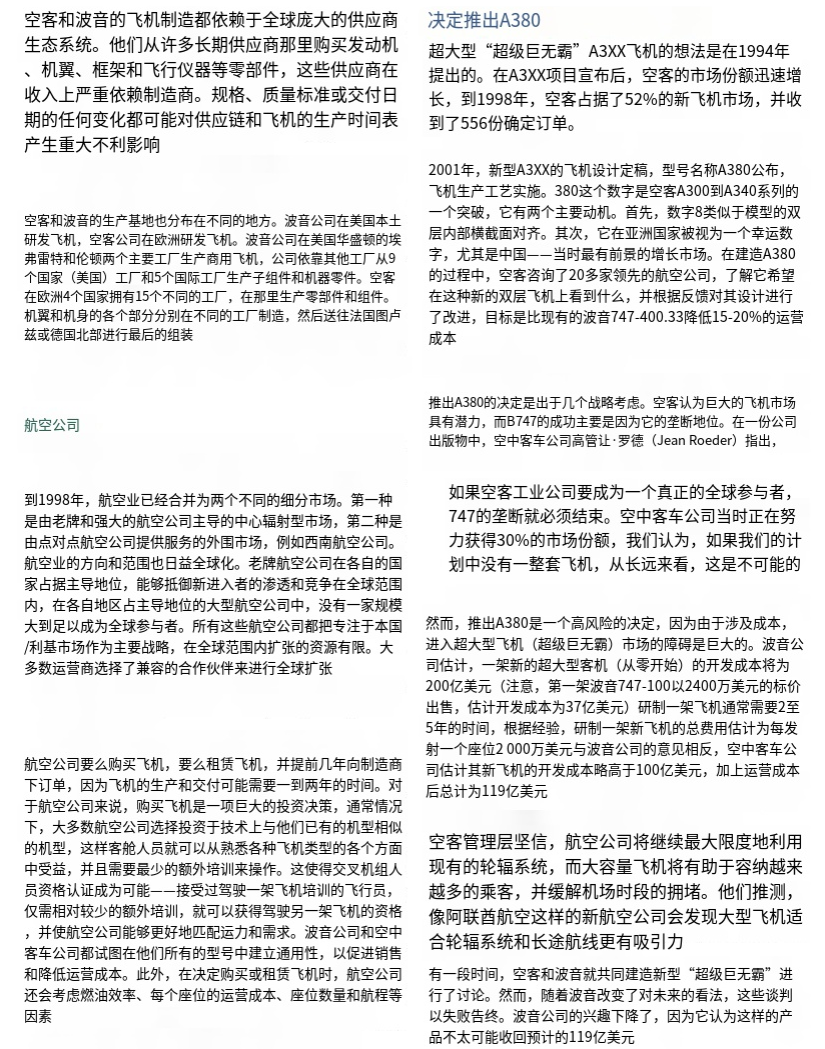 空客和波音的飞机制造都依赖于全球庞大的供应商
生态系统。他们从许多长期供应商那里购买发动机
、机翼、框架和飞行仪器等零部件，这些供应商在
收入上严重依赖制造商。规格、质量标准或交付日
期的任何变化都可能对供应链和飞机的生产时间表
产生重大不利影响
空客和波音的生产基地也分布在不同的地方。波音公司在美国本土
研发飞机，空客公司在欧洲研发飞机。波音公司在美国华盛顿的埃
弗雷特和伦顿两个主要工厂生产商用飞机，公司依靠其他工厂从9
个国家（美国）工厂和5个国际工厂生产子组件和机器零件。空客
在欧洲4个国家拥有15个不同的工厂，在那里生产零部件和组件。
机翼和机身的各个部分分别在不同的工厂制造，然后送往法国图卢
兹或德国北部进行最后的组装
航空公司
到1998年，航空业已经合并为两个不同的细分市场。第一种
是由老牌和强大的航空公司主导的中心辐射型市场，第二种是
由点对点航空公司提供服务的外围市场，例如西南航空公司。
航空业的方向和范围也日益全球化。老牌航空公司在各自的国
家占据主导地位，能够抵御新进入者的渗透和竞争在全球范围
内，在各自地区占主导地位的大型航空公司中，没有一家规模
大到足以成为全球参与者。所有这些航空公司都把专注于本国
/利基市场作为主要战略，在全球范围内扩张的资源有限。大
多数运营商选择了兼容的合作伙伴来进行全球扩张
航空公司要么购买飞机，要么租赁飞机，并提前几年向制造商
下订单，因为飞机的生产和交付可能需要一到两年的时间。对
于航空公司来说，购买飞机是一项巨大的投资决策，通常情况
下，大多数航空公司选择投资于技术上与他们已有的机型相似
的机型，这样客舱人员就可以从熟悉各种飞机类型的各个方面
中受益，并且需要最少的额外培训来操作。这使得交叉机组人
员资格认证成为可能——接受过驾驶一架飞机培训的飞行员，
仅需相对较少的额外培训，就可以获得驾驶另一架飞机的资格
，并使航空公司能够更好地匹配运力和需求。波音公司和空中
客车公司都试图在他们所有的型号中建立通用性，以促进销售
和降低运营成本。此外，在决定购买或租赁飞机时，航空公司
还会考虑燃油效率、每个座位的运营成本、座位数量和航程等
因素
决定推出A380
超大型“超级巨无霸”A3XX飞机的想法是在1994年
提出的。在A3XX项目宣布后，空客的市场份额迅速增
长，到1998年，空客占据了52%的新飞机市场，并收
到了556份确定订单。
2001年，新型A3XX的飞机设计定稿，型号名称A380公布，
飞机生产工艺实施。380这个数字是空客A300到A340系列的
一个突破，它有两个主要动机。首先，数字8类似于模型的双
层内部横截面对齐。其次，它在亚洲国家被视为一个幸运数
字，尤其是中国——当时最有前景的增长市场。在建造A380
的过程中，空客咨询了20多家领先的航空公司，了解它希望
在这种新的双层飞机上看到什么，并根据反馈对其设计进行
了改进，目标是比现有的波音747-400.33降低15-20%的运营
成本
推出A380的决定是出于几个战略考虑。空客认为巨大的飞机市场
具有潜力，而B747的成功主要是因为它的垄断地位。在一份公司
出版物中，空中客车公司高管让·罗德（Jean Roeder）指出，
如果空客工业公司要成为一个真正的全球参与者，
747的垄断就必须结束。空中客车公司当时正在努
力获得30%的市场份额，我们认为，如果我们的计
划中没有一整套飞机，从长远来看，这是不可能的
然而，推出A380是一个高风险的决定，因为由于涉及成本，
进入超大型飞机（超级巨无霸）市场的障碍是巨大的。波音公
司估计，一架新的超大型客机（从零开始）的开发成本将为
200亿美元（注意，第一架波音747-100以2400万美元的标价
出售，估计开发成本为37亿美元）研制一架飞机通常需要2至
5年的时间，根据经验，研制一架新飞机的总费用估计为每发
射一个座位2 000万美元与波音公司的意见相反，空中客车公
司估计其新飞机的开发成本略高于100亿美元，加上运营成本
后总计为119亿美元
空客管理层坚信，航空公司将继续最大限度地利用
现有的轮辐系统，而大容量飞机将有助于容纳越来
越多的乘客，并缓解机场时段的拥堵。他们推测，
像阿联酋航空这样的新航空公司会发现大型飞机适
合轮辐系统和长途航线更有吸引力
有一段时间，空客和波音就共同建造新型“超级巨无霸”进
行了讨论。然而，随着波音改变了对未来的看法，这些谈判
以失败告终。波音公司的兴趣下降了，因为它认为这样的产
品不太可能收回预计的119亿美元